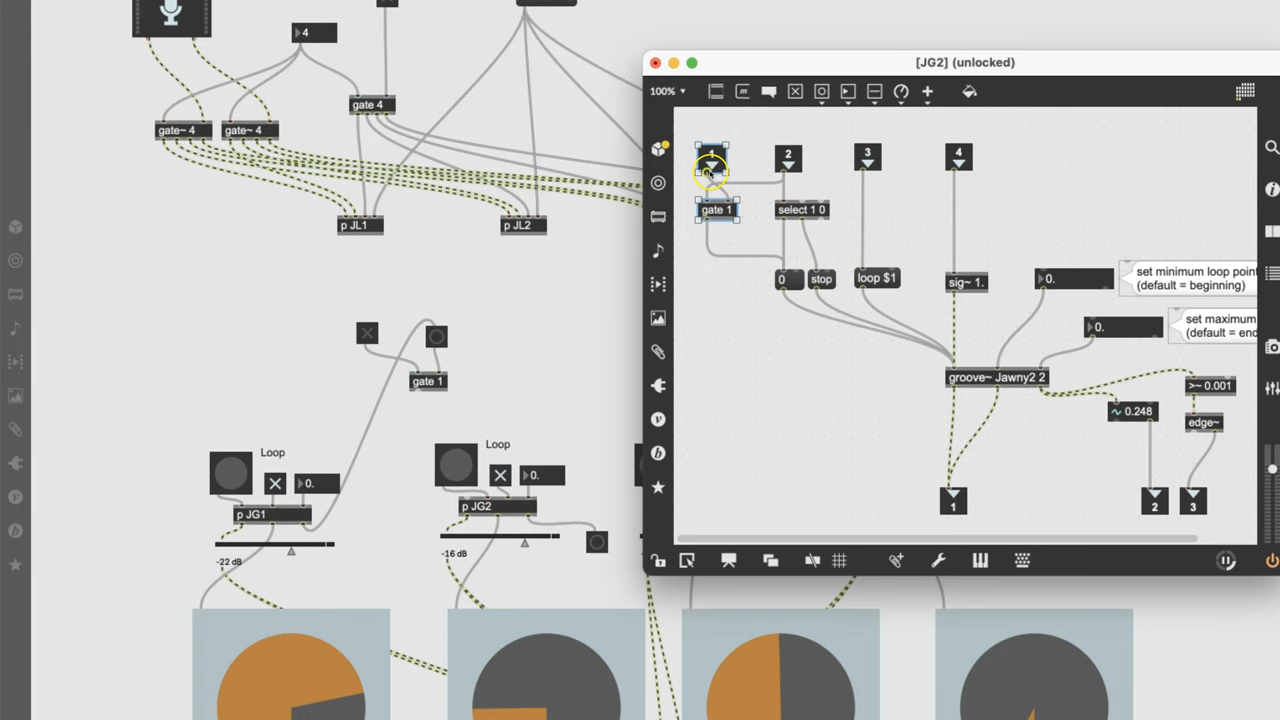 4
gate 4
gate~ 4
gate~ 4
p JL1
p JL2
gate 1
Loop
0.
p JG1
-22 dB
Loop
0.
p JG2
-16 dB
[JG2] (unlocked)
100%
1
2
3
4
gate 1
select 1 0
0
stop
loop $1
sig~ 1.
0.
set minimum loop point
(default = beginning)
0.
set maximum
(default = end
groove~ Jawny2 2
>~ 0.001
0.248
edge~
1
2
3